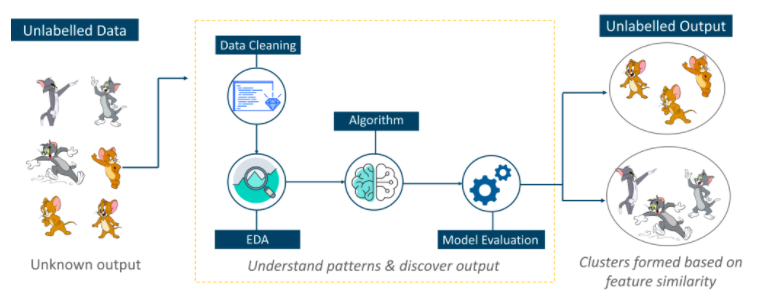 Unlabelled Data
Unknown output
Data Cleaning
EDA
Algorithm
Model Evaluation
Understand patterns & discover output
Unlabelled Output
Clusters formed based on
feature similarity